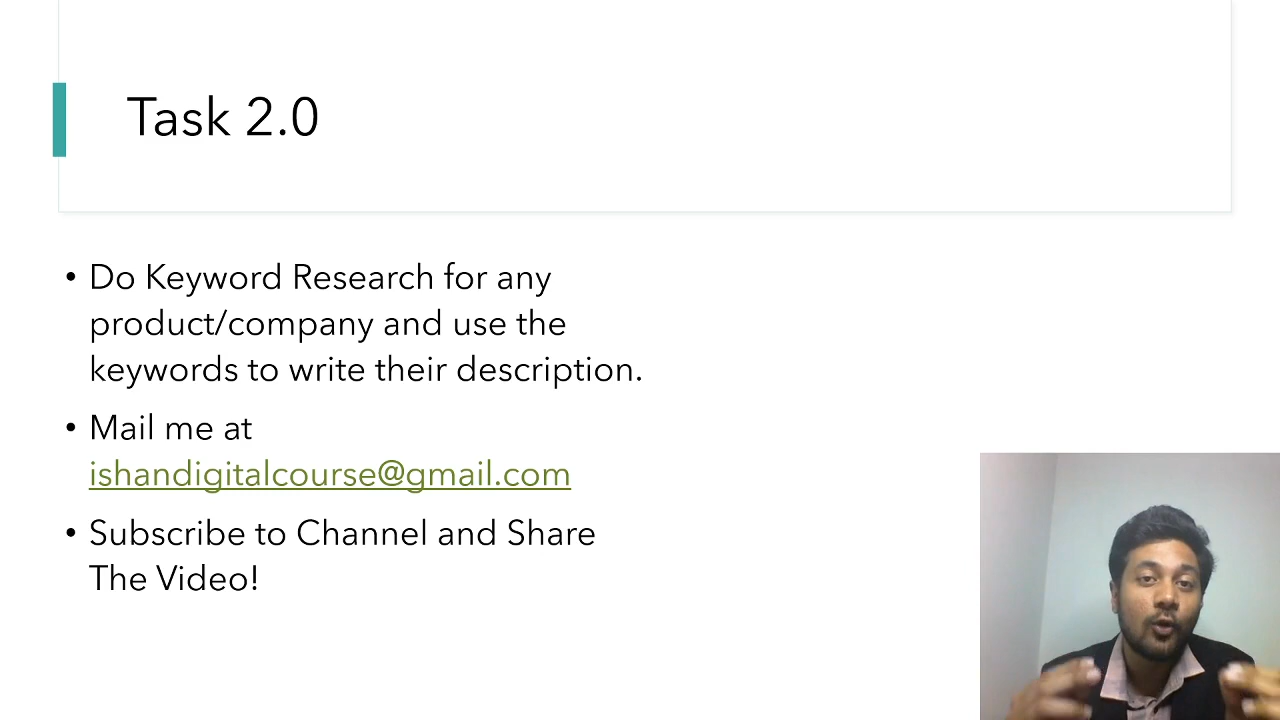 Task 2.0
• Do Keyword Research for any
product/company and use the
keywords to write their description.
• Mail me at
ishandigitalcourse@gmail.com
• Subscribe to Channel and Share
The Video!